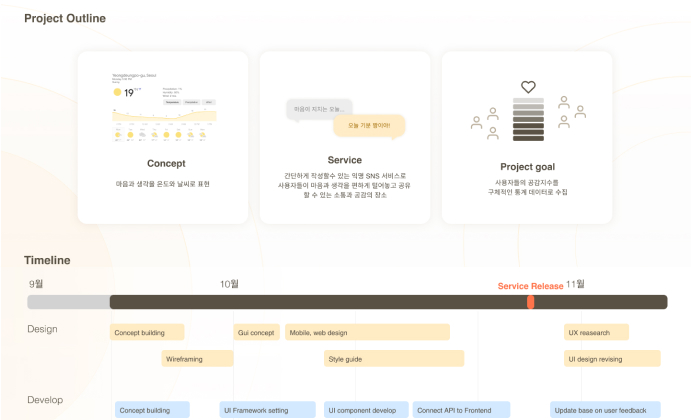 Project Outline
19
마음이 지치는 오늘...
오늘 기분 짱이야!
Concept
마음과 생각을 온도와 날씨로 표현
Service
간단하게 작성할수 있는 익명 SNS 서비스로
사용자들이 마음과 생각을 편하게 털어놓고 공유
할 수 있는 소통과 공감의 장소
Project goal
사용자들의 공감지수를
구체적인 통계 데이터로 수집
Timeline
9월
10월
Service Release
11월
Design
Concept building
Gui concept
Mobile, web design
UX reasearch
Wireframing
Style guide
UI design revising
Develop
Concept building
UI Framework setting
UI component develop
Connect API to Frontend
Update base on user feedback